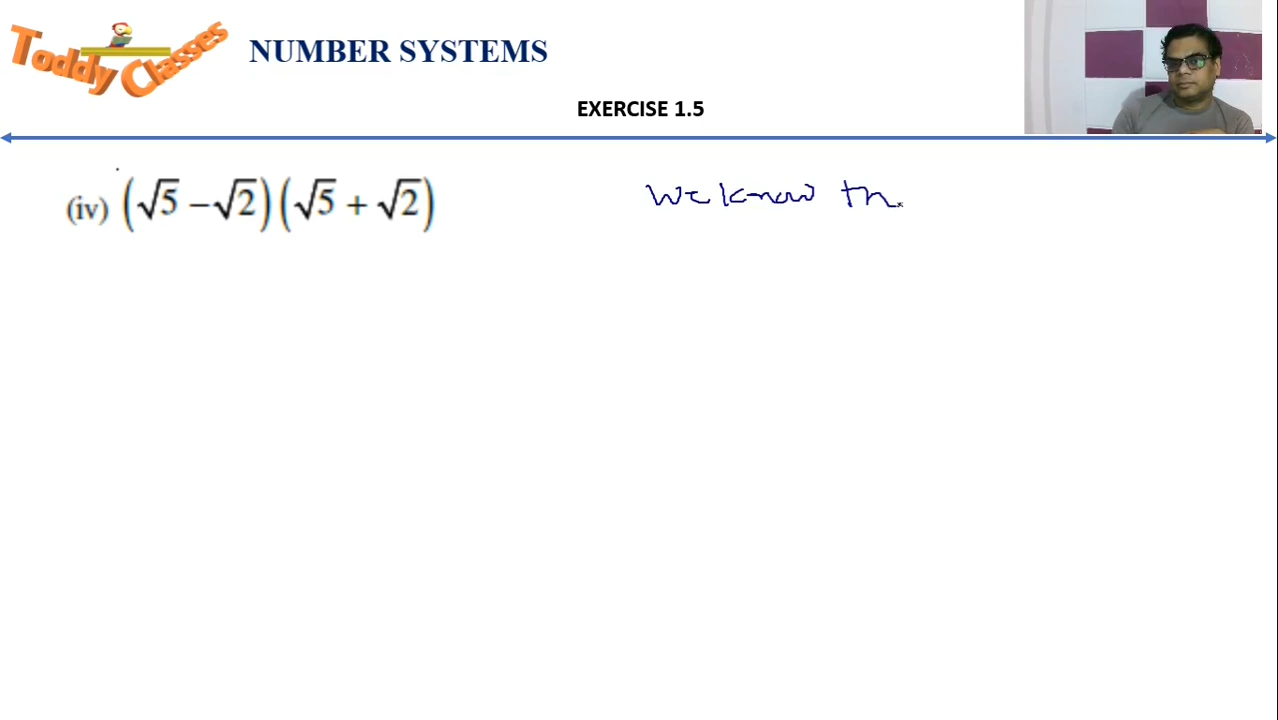 Toddy Classes
NUMBER SYSTEMS
EXERCISE 1.5
(iv) (√5 − √2)(√5 + √2)
We know th